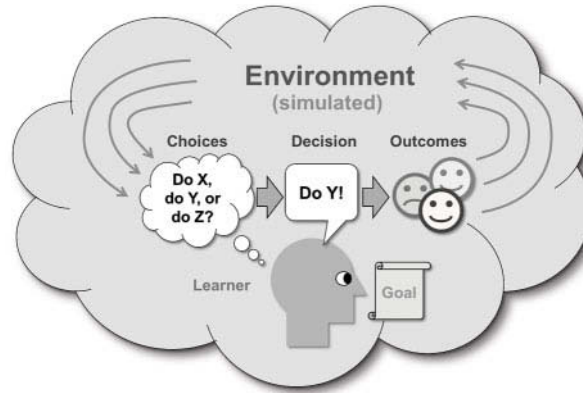 Environment
(simulated)
Choices Decision Outcomes
Do X,
do Y, or
do Z?
Do Y!
Learner
Goal